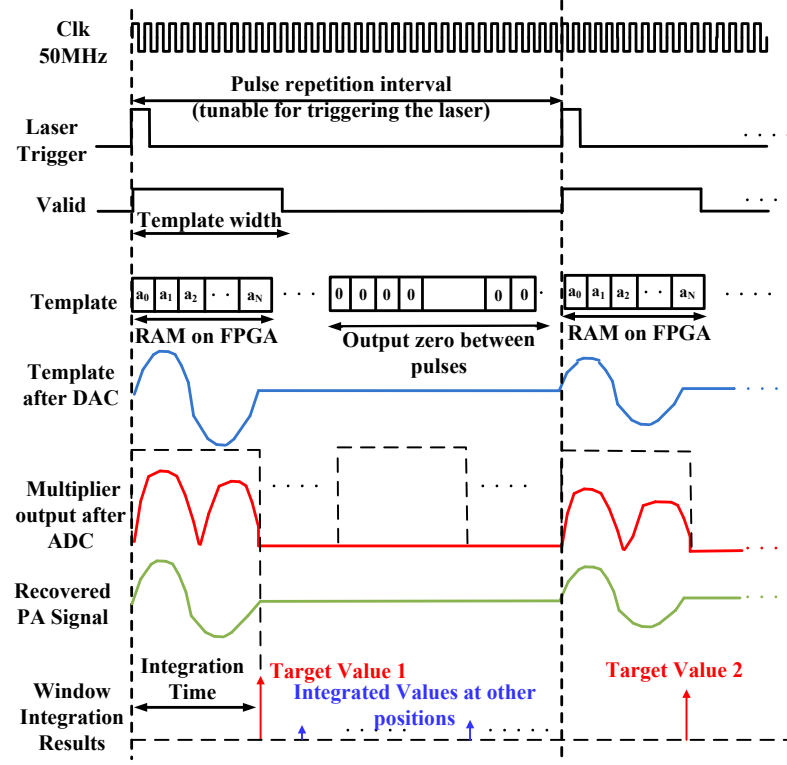 Clk
50MHz
Pulse repetition interval
(tunable for triggering the laser)
Laser
Trigger
. . . .
Valid
. . . .
Template width
Template
a0 a1 a2 . . aN
. . . .
0 0 0 0 0 0 .
a0 a1 a2 . . aN
. . . .
RAM on FPGA
Output zero between
pulses
RAM on FPGA
Template
after DAC
. . . .
Multiplier
output after
ADC
. . . . .
. . . . .
. . . .
Recovered
PA Signal
. . . .
Integration
Time
Target Value 1
Target Value 2
Window
Integration
Results
Integrated Values at other
positions
. . . . . .
. . . . . .